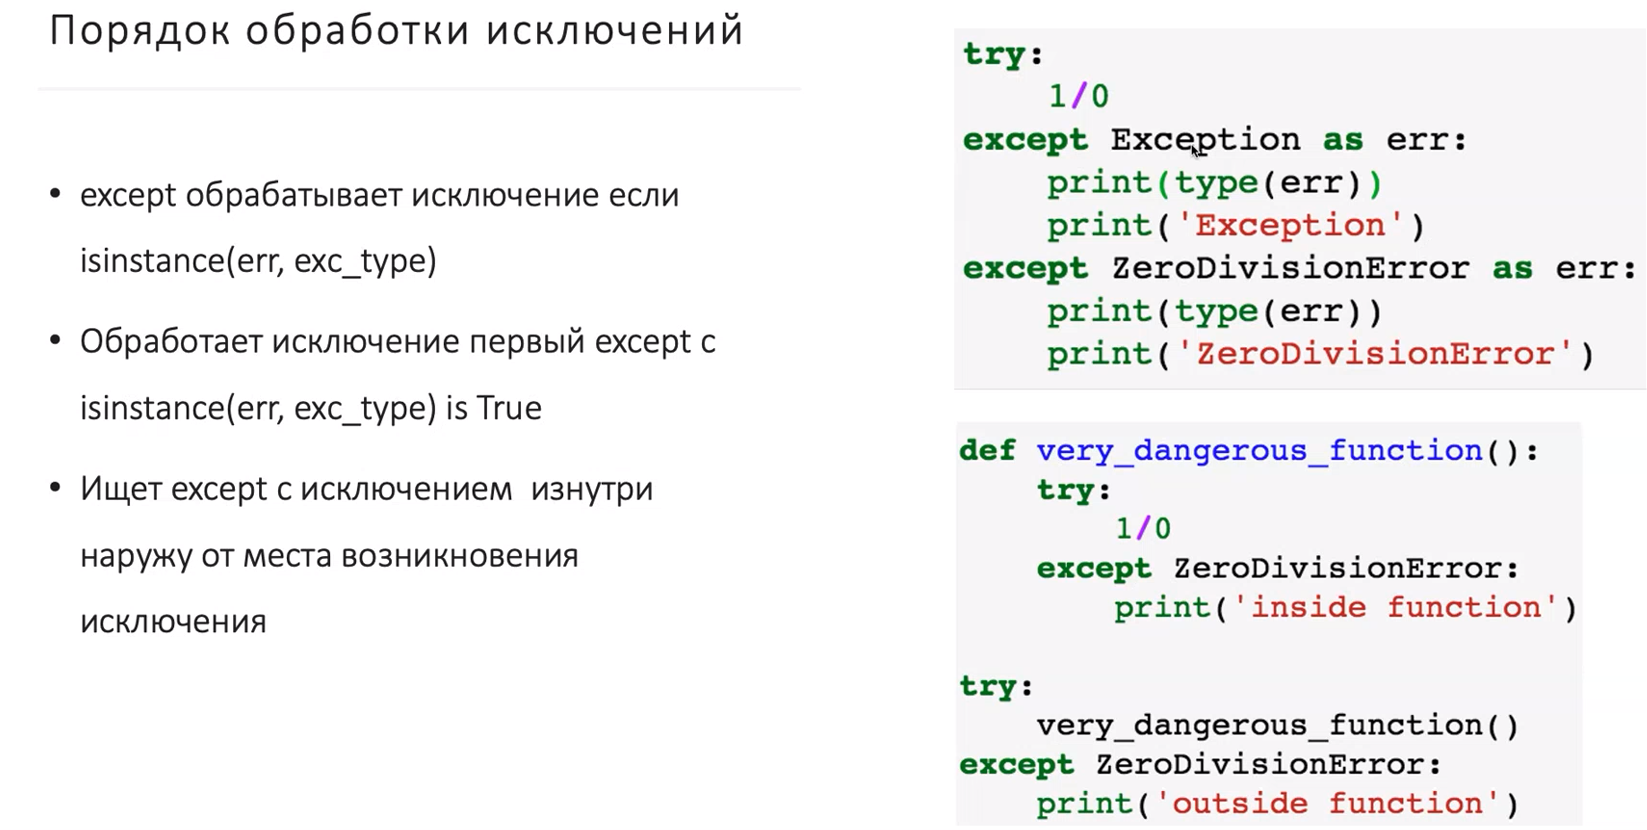 Порядок обработки исключений
• except обрабатывает исключение если
isinstance(err, exc_type)
• Обработает исключение первый except с
isinstance(err, exc_type) is True
• Ищет except с исключением  изнутри
наружу от места возникновения
исключения
try:
    1/0
except Exception as err:
    print(type(err))
    print('Exception')
except ZeroDivisionError as err:
    print(type(err))
    print('ZeroDivisionError')
def very_dangerous_function():
    try:
        1/0
    except ZeroDivisionError:
        print('inside function')
try:
    very_dangerous_function()
except ZeroDivisionError:
    print('outside function')